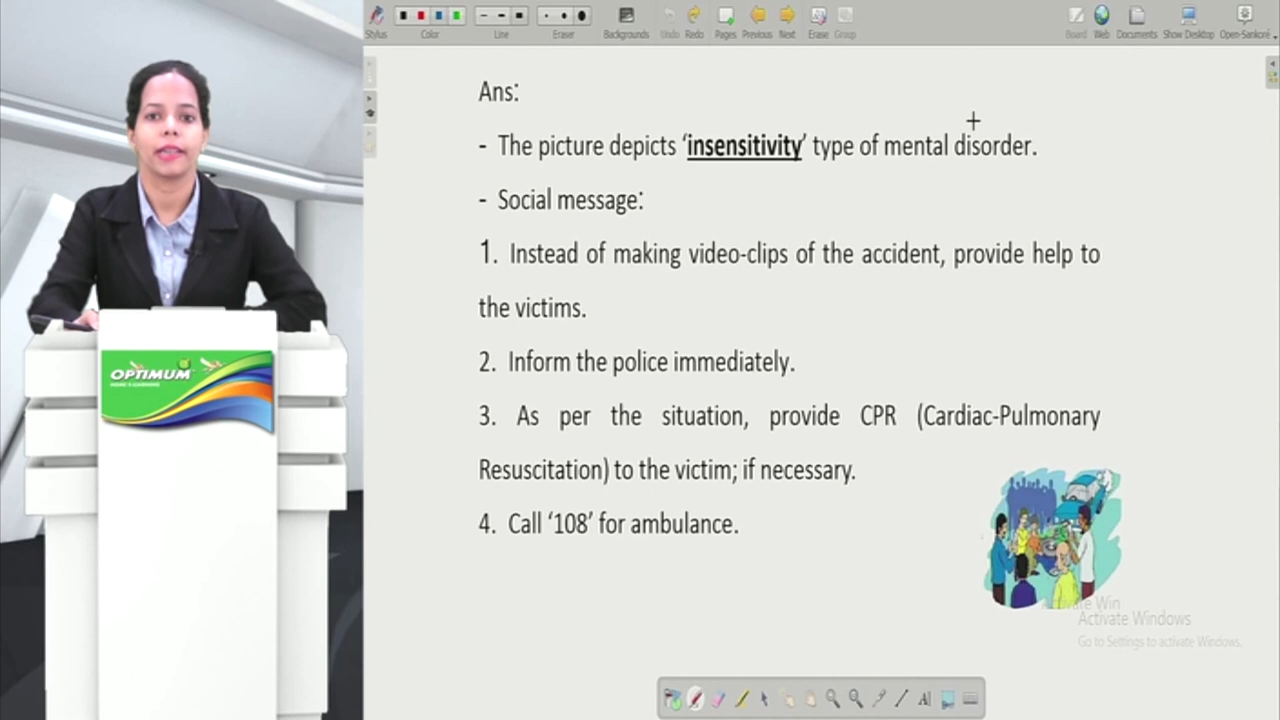 Stylus
Color
Line
Eraser
Backgrounds
Undo
Redo
Pages
Previous
Next
Erase
Group
Board
Web
Documents
Show Desktop
Open-Sankoré
Ans:
- The picture depicts ‘insensitivity’ type of mental disorder.
- Social message:
1. Instead of making video-clips of the accident, provide help to
the victims.
2. Inform the police immediately.
3. As per the situation, provide CPR (Cardiac-Pulmonary
Resuscitation) to the victim; if necessary.
4. Call ‘108’ for ambulance.
OPTIMUM
Activate Win
Activate Windows
Go to Settings to activate Windows.